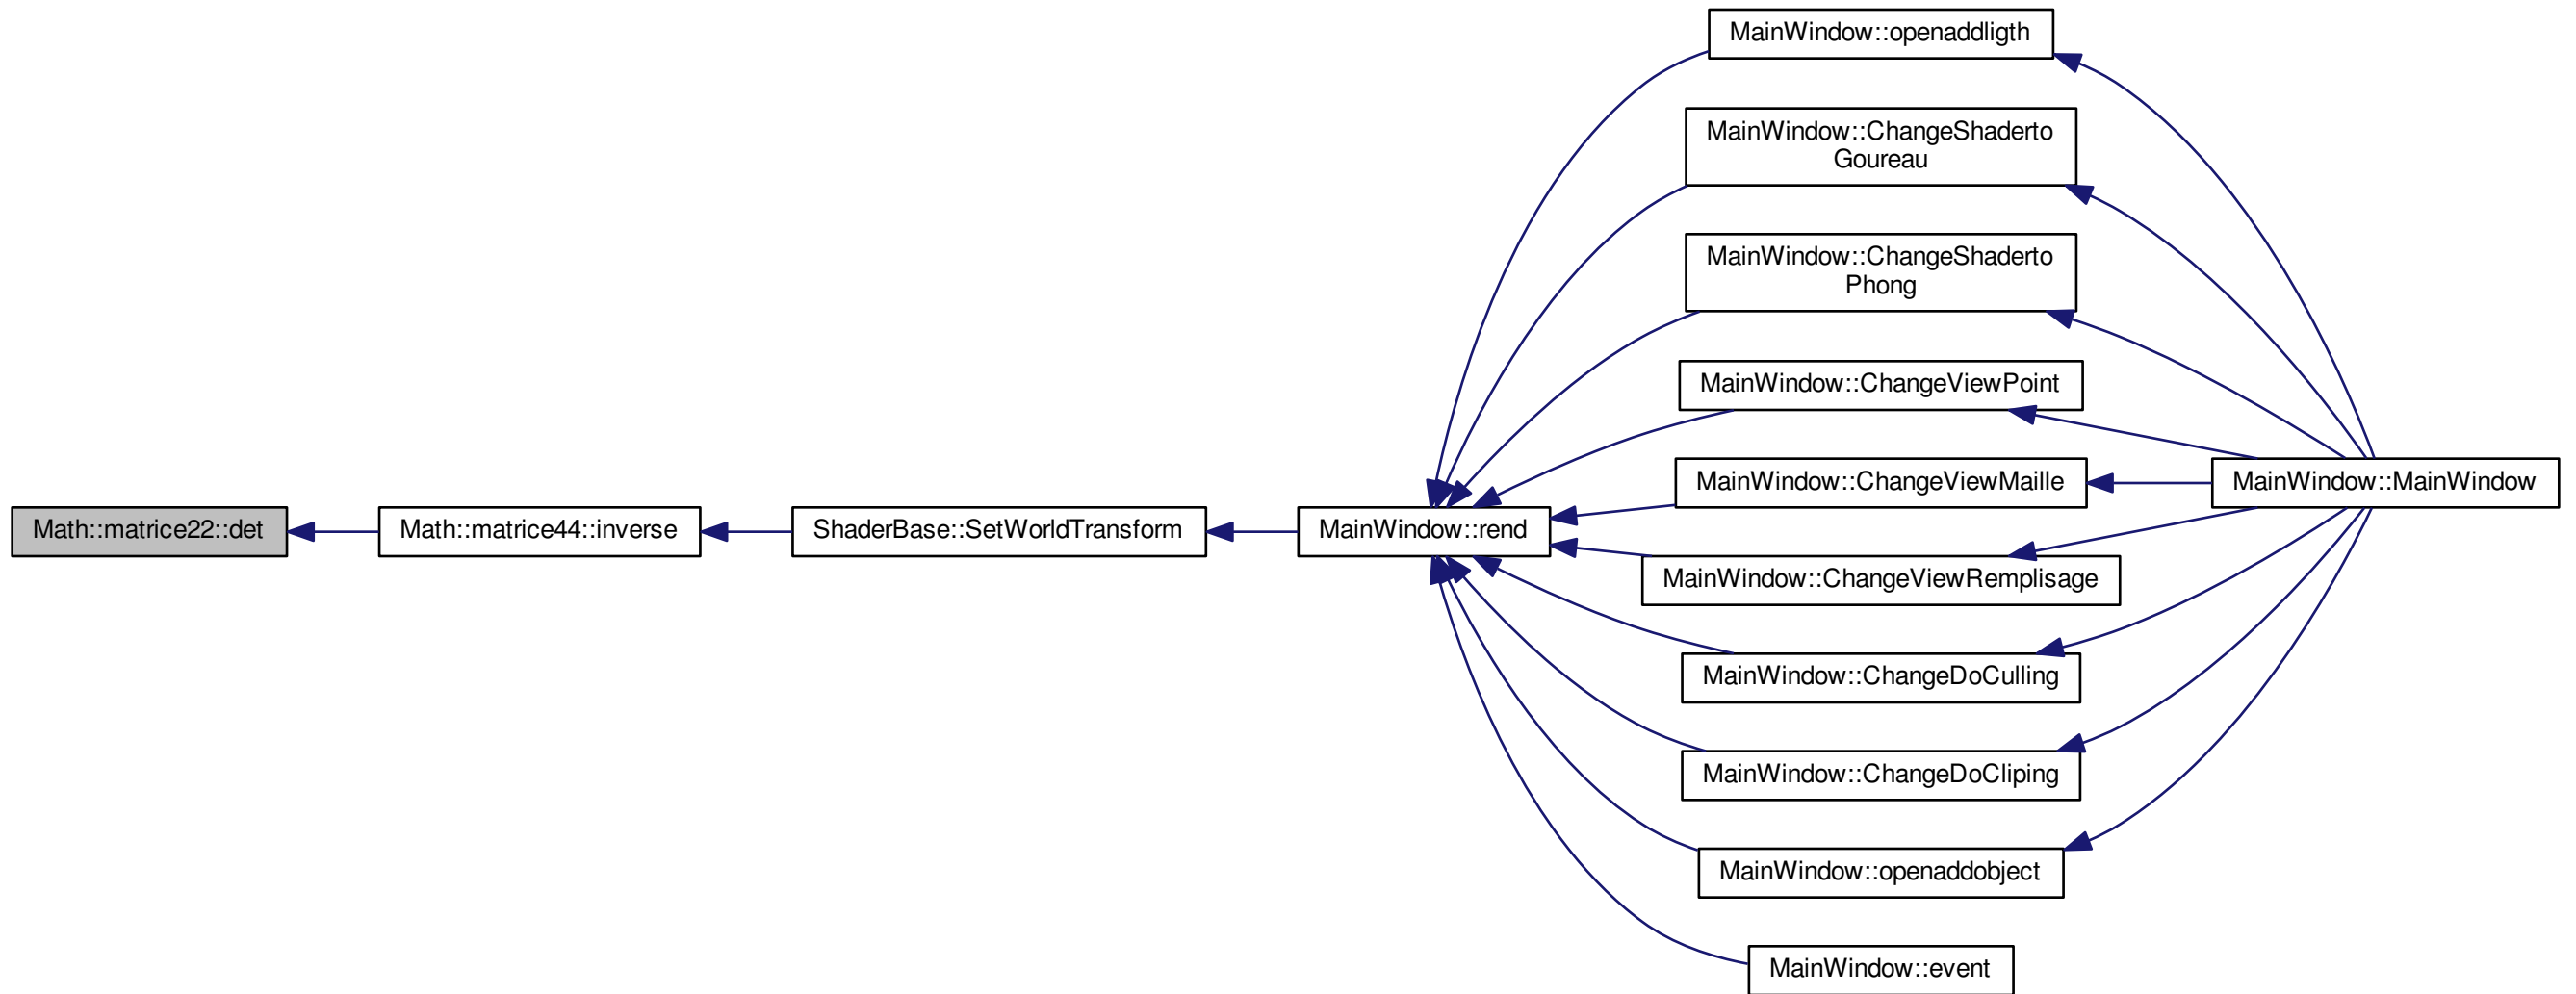 MainWindow::openaddligth
MainWindow::ChangeShaderto
Goureau
MainWindow::ChangeShaderto
Phong
MainWindow::ChangeViewPoint
MainWindow::ChangeViewMaille
MainWindow::MainWindow
Math::matrice22::det
Math::matrice44::inverse
ShaderBase::SetWorldTransform
MainWindow::rend
MainWindow::ChangeViewRemplisage
MainWindow::ChangeDoCulling
MainWindow::ChangeDoCliping
MainWindow::openaddobject
MainWindow::event